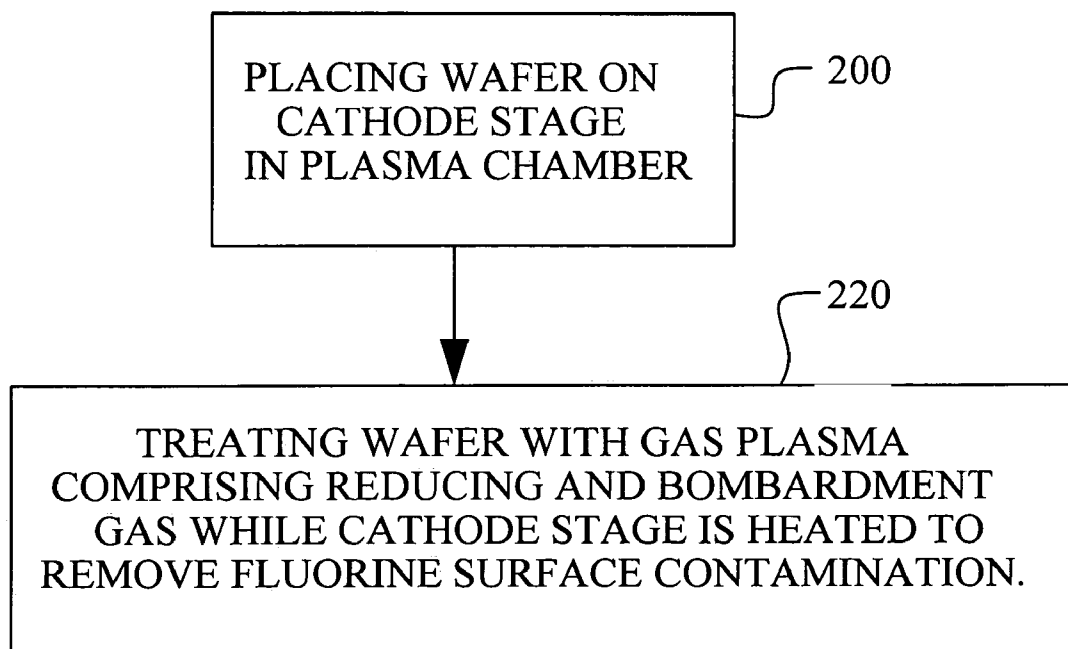 PLACING WAFER ON
CATHODE STAGE
IN PLASMA CHAMBER
200
220
TREATING WAFER WITH GAS PLASMA
COMPRISING REDUCING AND BOMBARDMENT
GAS WHILE CATHODE STAGE IS HEATED TO
REMOVE FLUORINE SURFACE CONTAMINATION.